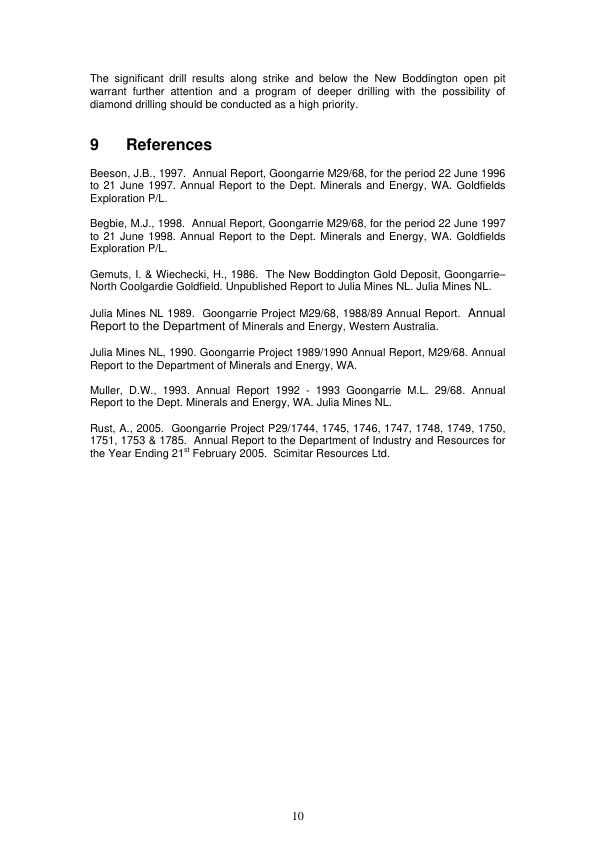 The significant drill results along strike and below the New Boddington open pit
warrant further attention and a program of deeper drilling with the possibility of
diamond drilling should be conducted as a high priority.
9 References
Beeson, J.B., 1997. Annual Report, Goongarrie M29/68, for the period 22 June 1996
to 21 June 1997. Annual Report to the Dept. Minerals and Energy, WA. Goldfields
Exploration P/L.
Begbie, M.J., 1998. Annual Report, Goongarrie M29/68, for the period 22 June 1997
to 21 June 1998. Annual Report to the Dept. Minerals and Energy, WA. Goldfields
Exploration P/L.
Gemuts, I. & Wiechecki, H., 1986. The New Boddington Gold Deposit, Goongarrie–
North Coolgardie Goldfield. Unpublished Report to Julia Mines NL. Julia Mines NL.
Julia Mines NL 1989. Goongarrie Project M29/68, 1988/89 Annual Report. Annual
Report to the Department of Minerals and Energy, Western Australia.
Julia Mines NL, 1990. Goongarrie Project 1989/1990 Annual Report, M29/68. Annual
Report to the Department of Minerals and Energy, WA.
Muller, D.W., 1993. Annual Report 1992 - 1993 Goongarrie M.L. 29/68. Annual
Report to the Dept. Minerals and Energy, WA. Julia Mines NL.
Rust, A., 2005. Goongarrie Project P29/1744, 1745, 1746, 1747, 1748, 1749, 1750,
1751, 1753 & 1785. Annual Report to the Department of Industry and Resources for
the Year Ending 21st February 2005. Scimitar Resources Ltd.
10